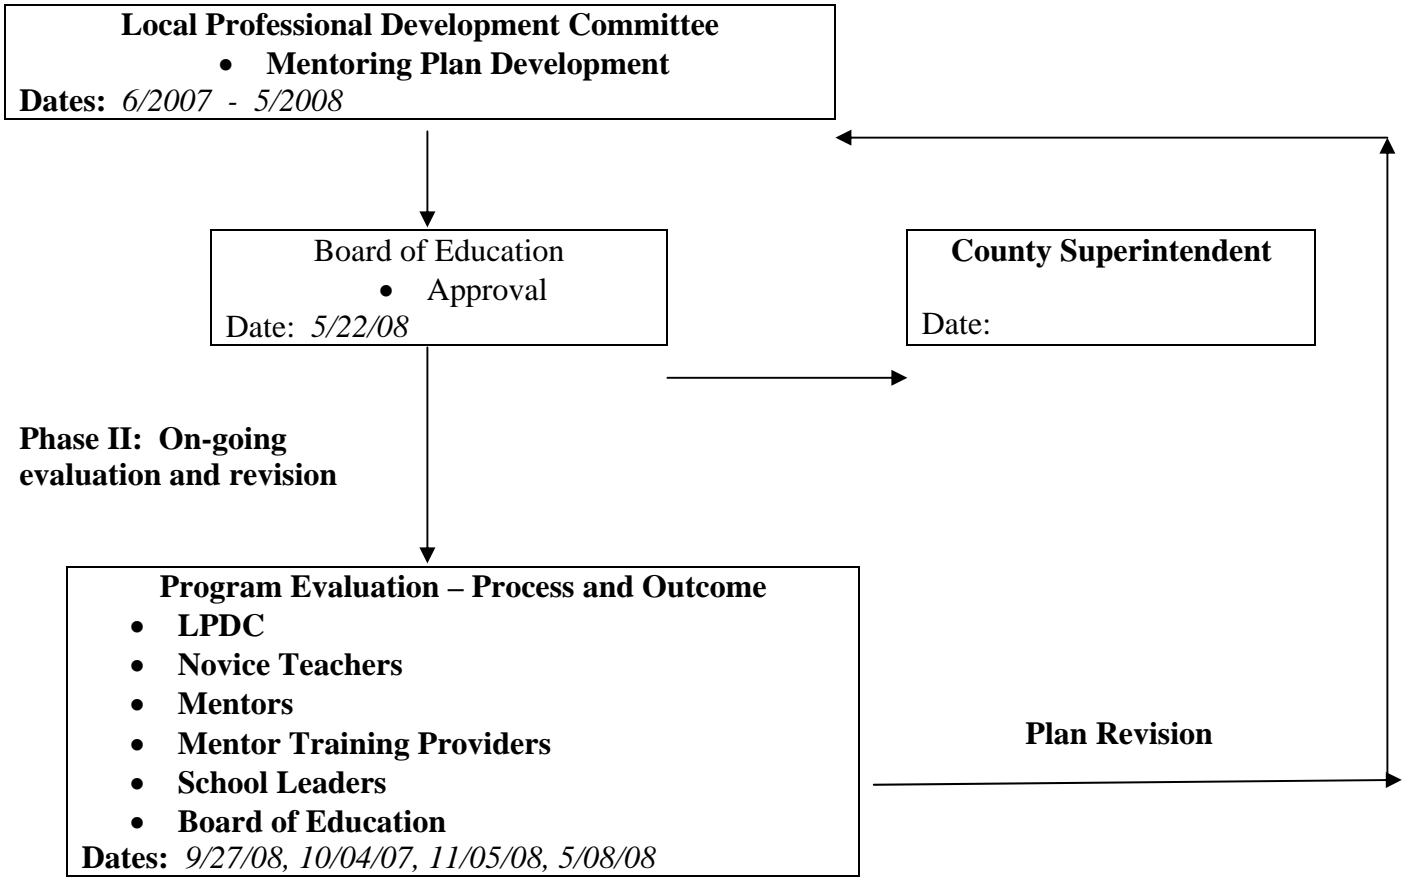 Local Professional Development Committee
• Mentoring Plan Development
Dates: 6/2007 - 5/2008
Board of Education
• Approval
Date: 5/22/08
County Superintendent
Date:
Phase II: On-going
evaluation and revision
Program Evaluation – Process and Outcome
• LPDC
• Novice Teachers
• Mentors
• Mentor Training Providers
• School Leaders
• Board of Education
Dates: 9/27/08, 10/04/07, 11/05/08, 5/08/08
Plan Revision